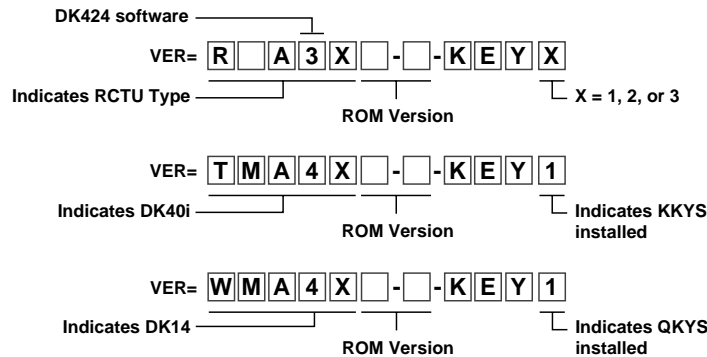 DK424 software
VER= R A 3 X - - K E Y X
Indicates RCTU Type
ROM Version
X = 1, 2, or 3
VER= T M A 4 X - - K E Y 1
Indicates DK40i
ROM Version
Indicates KKYS
installed
VER= W M A 4 X - - K E Y 1
Indicates DK14
ROM Version
Indicates QKYS
installed